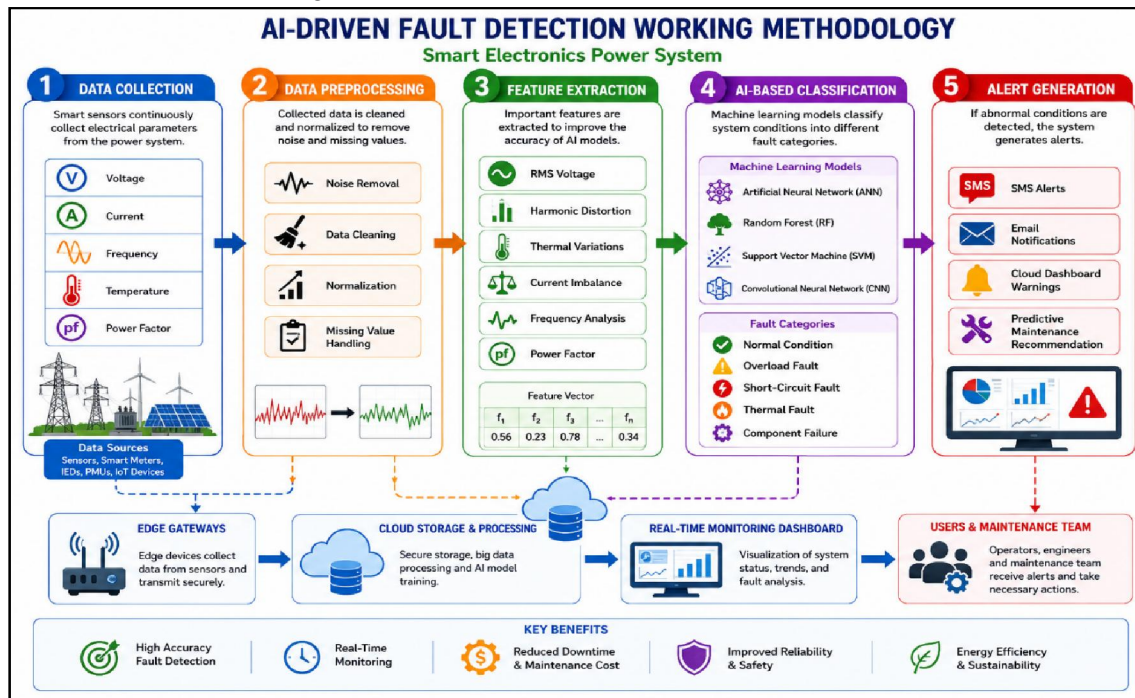 AI-DRIVEN FAULT DETECTION WORKING METHODOLOGY
Smart Electronics Power System
1 DATA COLLECTION
Smart sensors continuously
collect electrical parameters
from the power system.
V Voltage
A Current
Frequency
Temperature
pf Power Factor
Data Sources
Sensors, Smart Meters,
IEDs, PMUs, IoT Devices
2 DATA PREPROCESSING
Collected data is cleaned
and normalized to remove
noise and missing values.
Noise Removal
Data Cleaning
Normalization
Missing Value
Handling
3 FEATURE EXTRACTION
Important features are
extracted to improve the
accuracy of AI models.
RMS Voltage
Harmonic Distortion
Thermal Variations
Current Imbalance
Frequency Analysis
pf Power Factor
Feature Vector
f1 f2 f3 ... fn
0.56 0.23 0.78 ... 0.34
4 AI-BASED CLASSIFICATION
Machine learning models classify
system conditions into different
fault categories.
Machine Learning Models
Artificial Neural Network (ANN)
Random Forest (RF)
Support Vector Machine (SVM)
Convolutional Neural Network (CNN)
Fault Categories
Normal Condition
Overload Fault
Short-Circuit Fault
Thermal Fault
Component Failure
5 ALERT GENERATION
If abnormal conditions are
detected, the system
generates alerts.
SMS SMS Alerts
Email
Notifications
Cloud Dashboard
Warnings
Predictive
Maintenance
Recommendation
EDGE GATEWAYS
Edge devices collect
data from sensors and
transmit securely.
CLOUD STORAGE & PROCESSING
Secure storage, big data
processing and AI model
training.
REAL-TIME MONITORING DASHBOARD
Visualization of system
status, trends, and
fault analysis.
USERS & MAINTENANCE TEAM
Operators, engineers
and maintenance team
receive alerts and take
necessary actions.
KEY BENEFITS
High Accuracy
Fault Detection
Real-Time
Monitoring
Reduced Downtime
& Maintenance Cost
Improved Reliability
& Safety
Energy Efficiency
& Sustainability